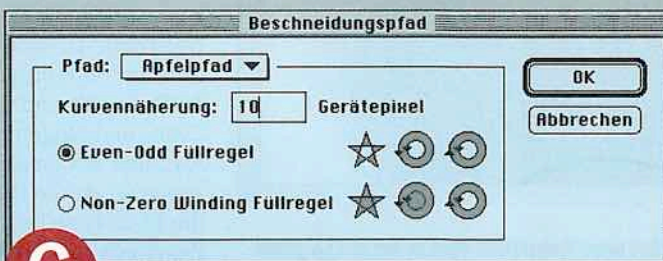 Beschneidungspfad
Pfad: Apfelpfad
OK
Kurvennäherung: 10 Gerätepixel
Abbrechen
Even-Odd Füllregel
Non-Zero Winding Füllregel